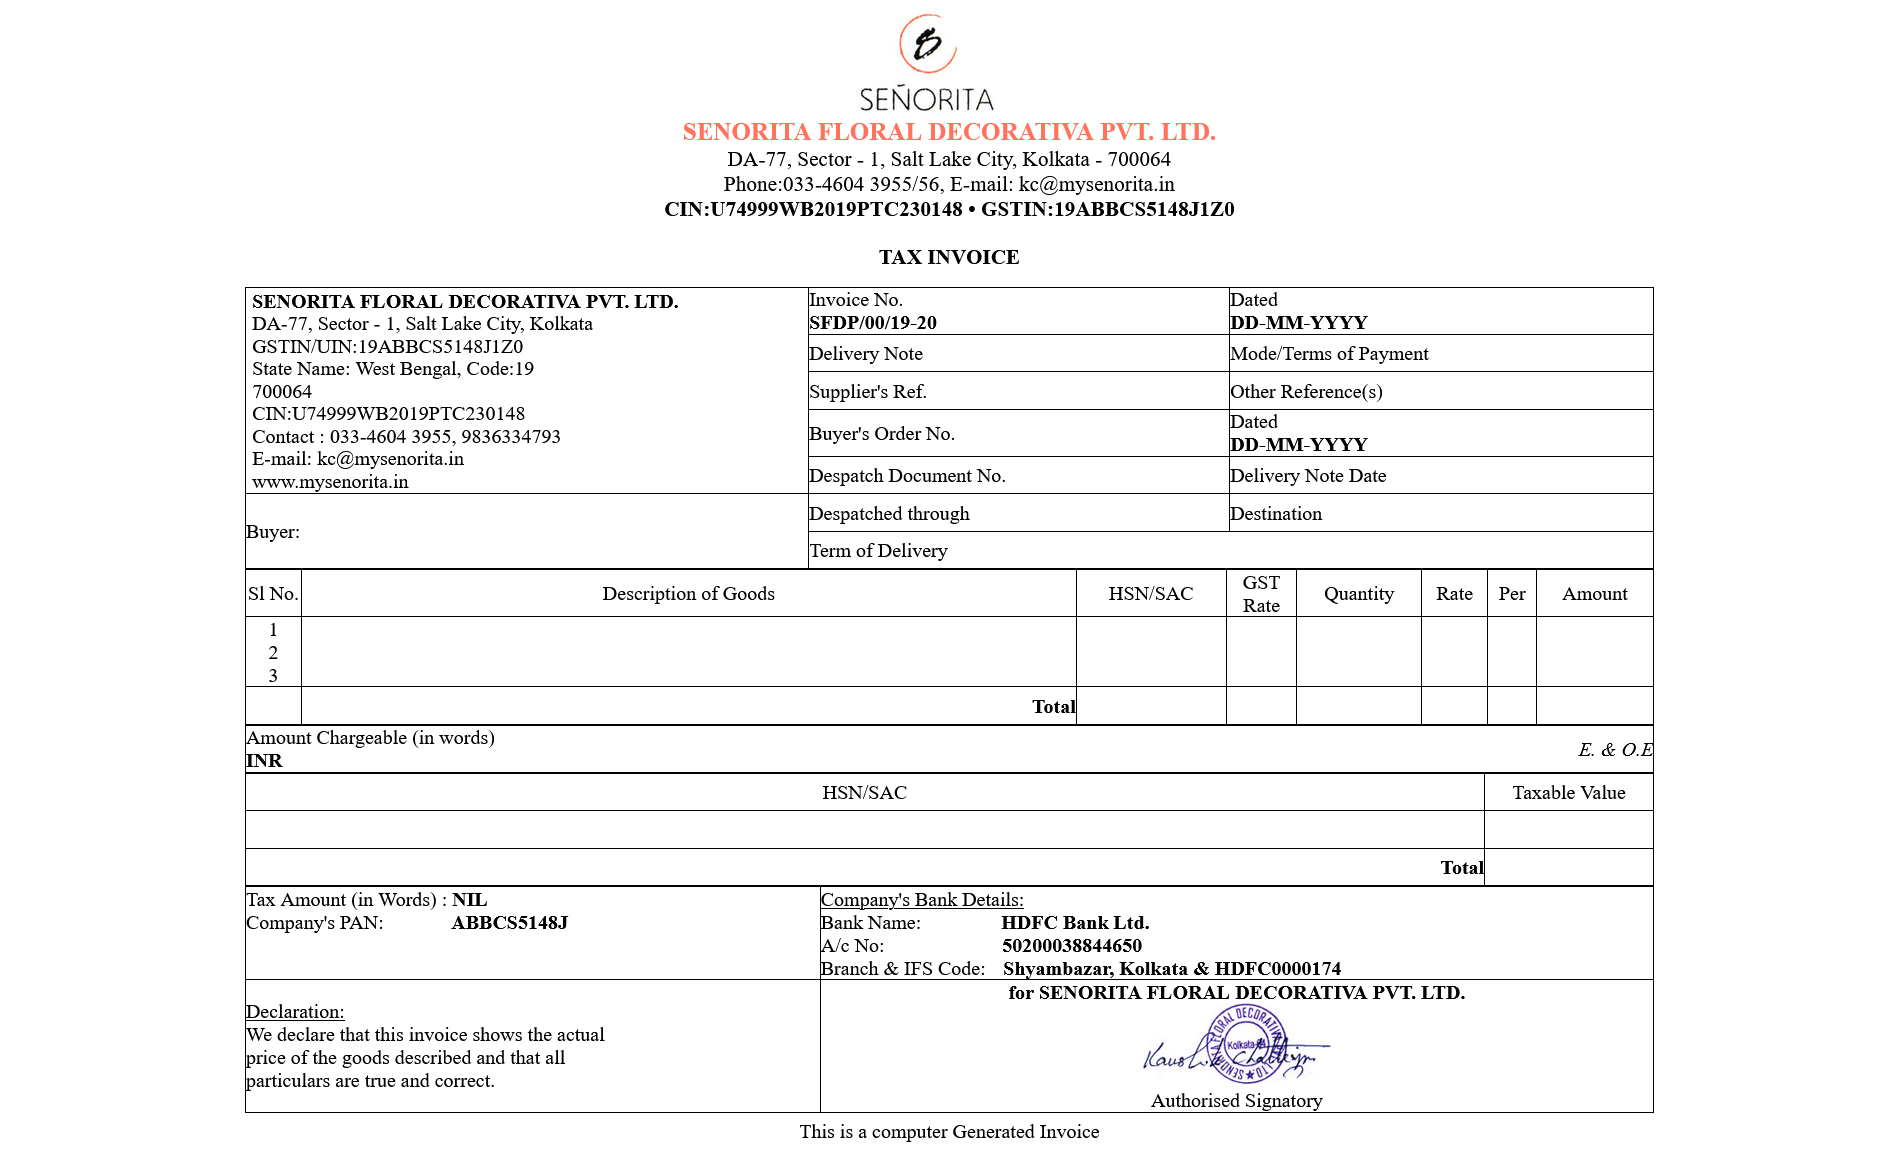 SEÑORITA
SENORITA FLORAL DECORATIVA PVT. LTD.
DA-77, Sector - 1, Salt Lake City, Kolkata - 700064
Phone:033-4604 3955/56, E-mail: kc@mysenorita.in
CIN:U74999WB2019PTC230148 • GSTIN:19ABBCS5148J1Z0
TAX INVOICE
SENORITA FLORAL DECORATIVA PVT. LTD.
DA-77, Sector - 1, Salt Lake City, Kolkata
GSTIN/UIN:19ABBCS5148J1Z0
State Name: West Bengal, Code:19
700064
CIN:U74999WB2019PTC230148
Contact : 033-4604 3955, 9836334793
E-mail: kc@mysenorita.in
www.mysenorita.in
Buyer:
Invoice No.
SFDP/00/19-20
Dated
DD-MM-YYYY
Delivery Note
Mode/Terms of Payment
Supplier's Ref.
Other Reference(s)
Buyer's Order No.
Dated
DD-MM-YYYY
Despatch Document No.
Delivery Note Date
Despatched through
Destination
Term of Delivery
Sl No. Description of Goods HSN/SAC GST Rate Quantity Rate Per Amount
1
2
3
Total
Amount Chargeable (in words)
INR
E. & O.E
HSN/SAC Taxable Value
Total
Tax Amount (in Words) : NIL
Company's PAN: ABBCS5148J
Company's Bank Details:
Bank Name: HDFC Bank Ltd.
A/c No: 50200038844650
Branch & IFS Code: Shyambazar, Kolkata & HDFC0000174
Declaration:
We declare that this invoice shows the actual
price of the goods described and that all
particulars are true and correct.
for SENORITA FLORAL DECORATIVA PVT. LTD.
SENORITA FLORAL DECORATIVA LTD
Kolkata
Authorised Signatory
This is a computer Generated Invoice